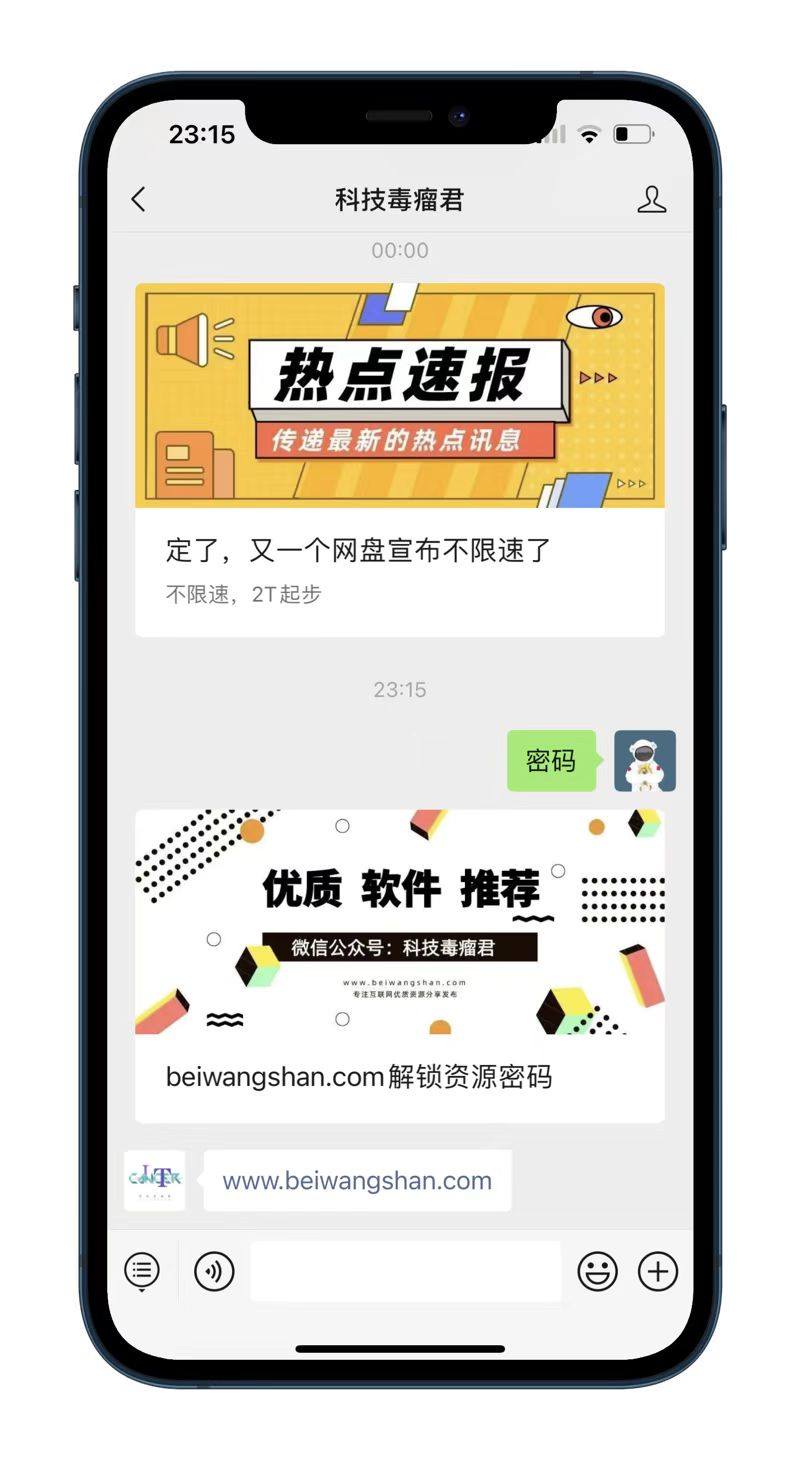 23:15
科技毒瘤君
00:00
热点速报
传递最新的热点讯息
定了，又一个网盘宣布不限速了
不限速，2T起步
23:15
密码
优质 软件 推荐
微信公众号：科技毒瘤君
www.beiwangshan.com
专注互联网优质资源分享发布
beiwangshan.com解锁资源密码
IT
CANCER
www.beiwangshan.com